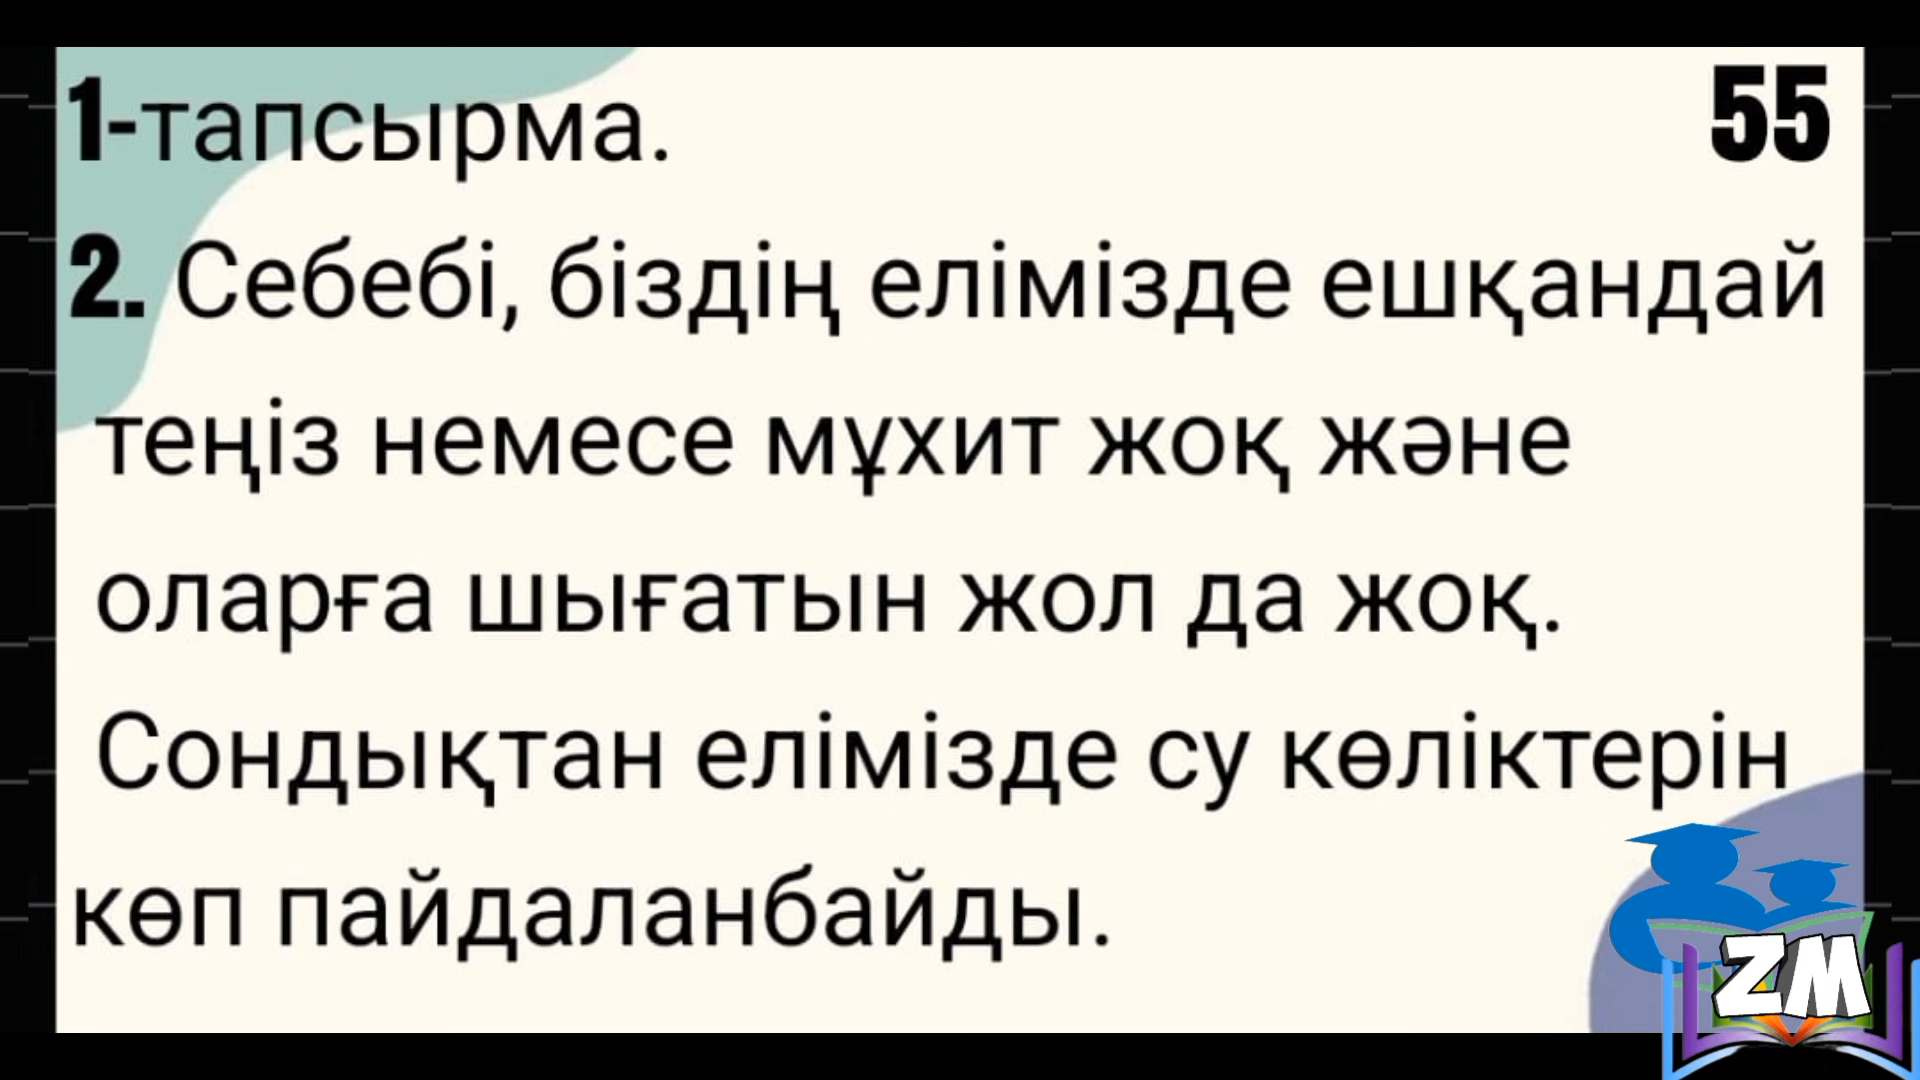 1-тапсырма. 55
2. Себебі, біздің елімізде ешқандай
теңіз немесе мұхит жоқ және
оларға шығатын жол да жоқ.
Сондықтан елімізде су көліктерін
көп пайдаланбайды.
ZM